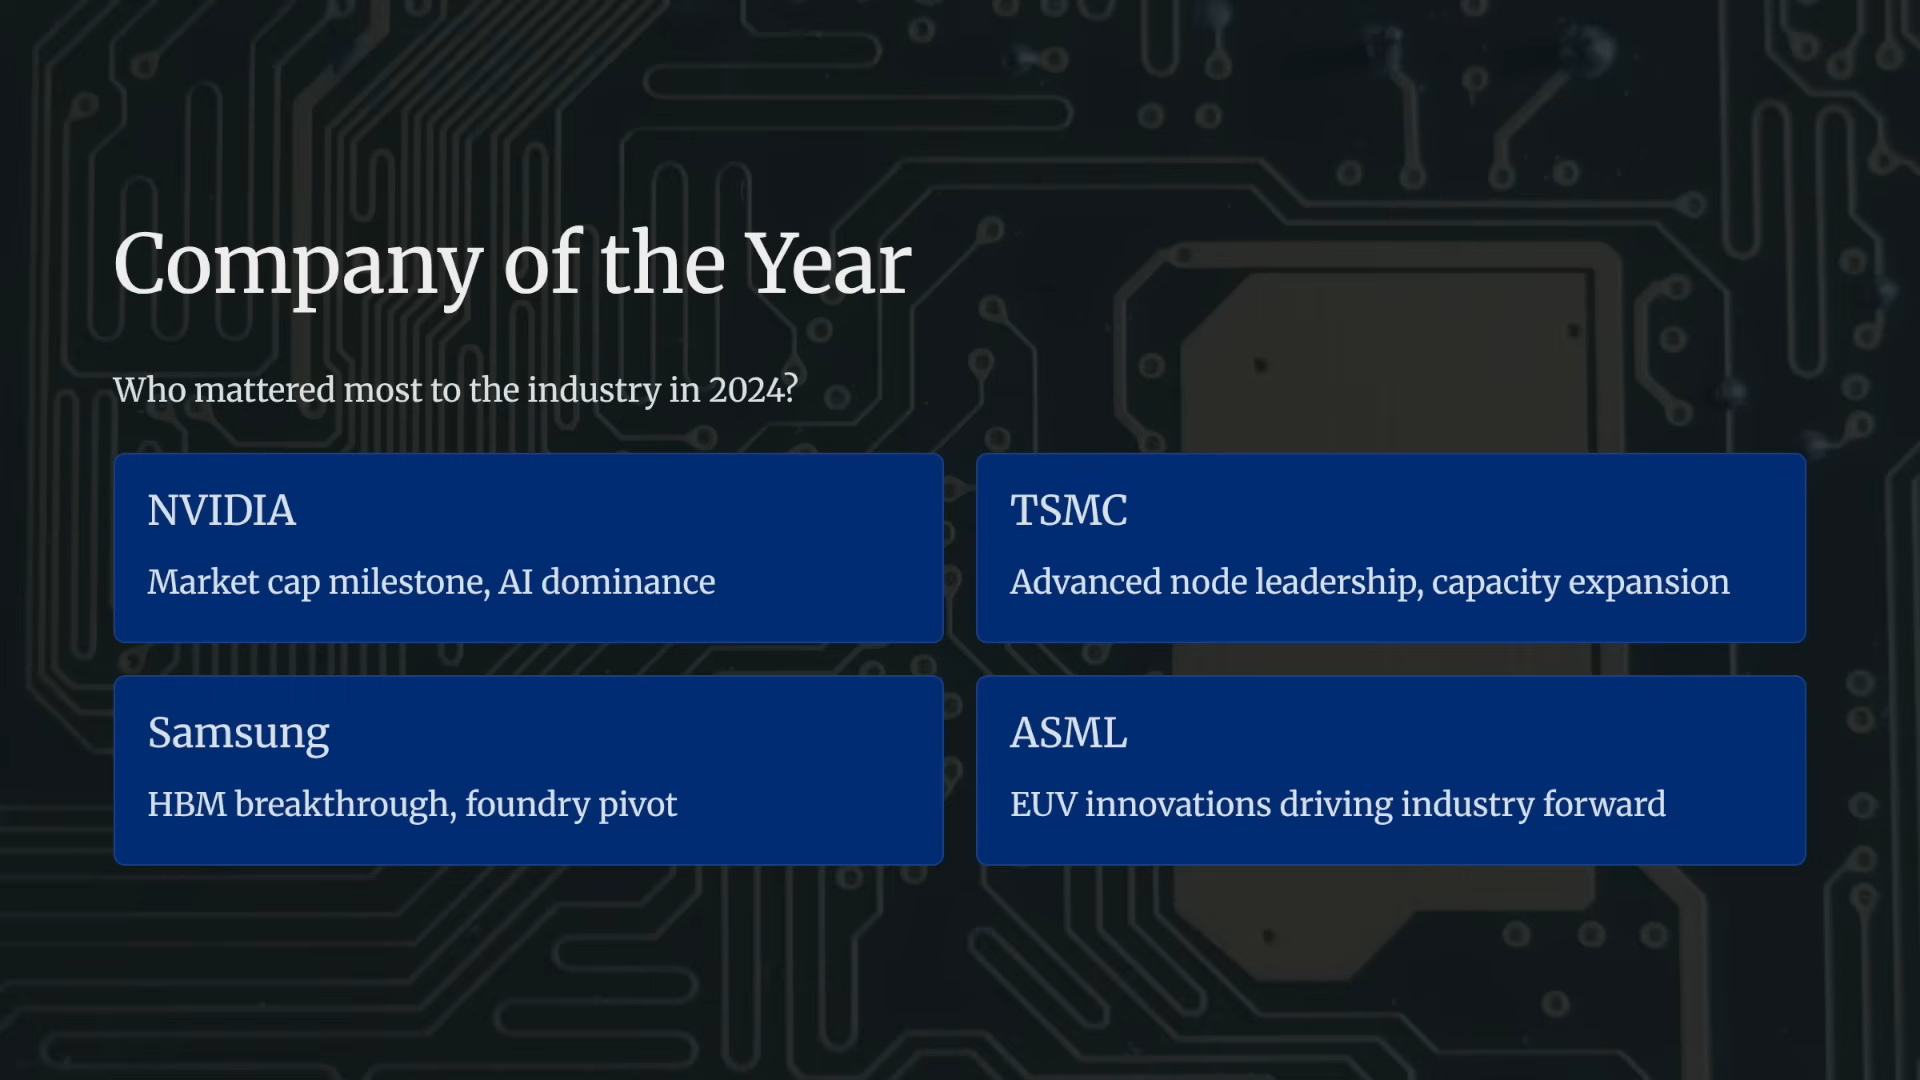 Company of the Year
Who mattered most to the industry in 2024?
NVIDIA
Market cap milestone, AI dominance
TSMC
Advanced node leadership, capacity expansion
Samsung
HBM breakthrough, foundry pivot
ASML
EUV innovations driving industry forward